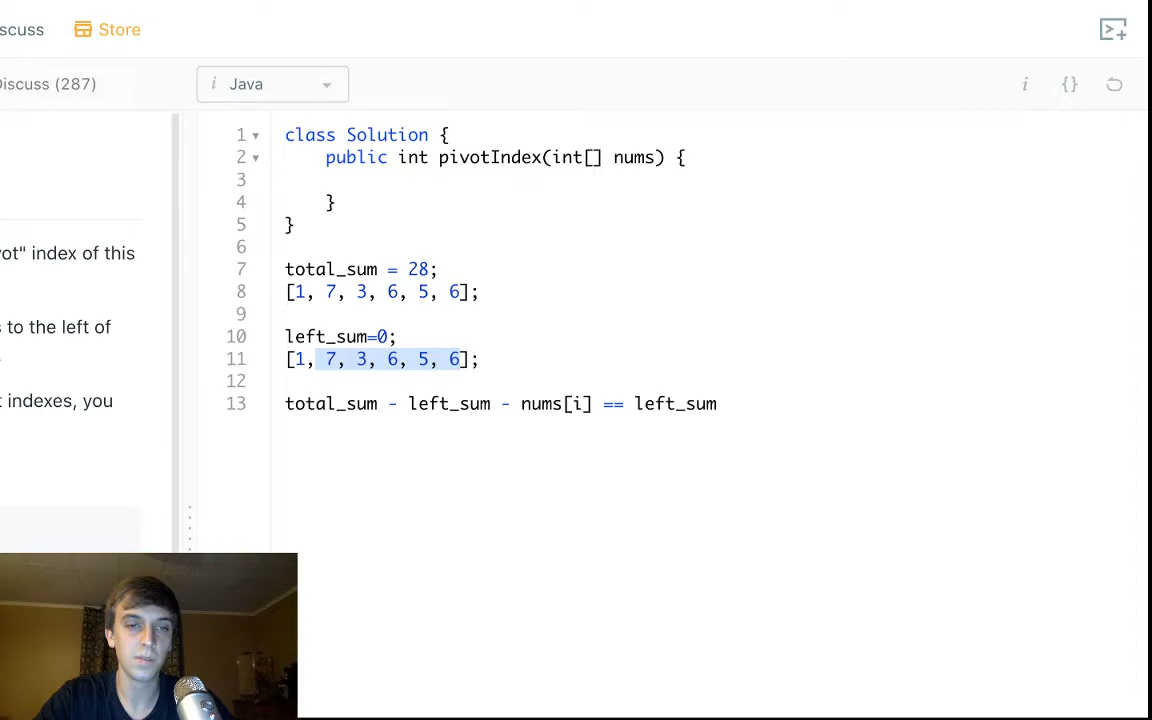 scuss Store
Discuss (287) i Java i {}
1 class Solution {
2 public int pivotIndex(int[] nums) {
3
4 }
5 }
6
7 total_sum = 28;
8 [1, 7, 3, 6, 5, 6];
9
10 left_sum=0;
11 [1, 7, 3, 6, 5, 6];
12
13 total_sum - left_sum - nums[i] == left_sum
ot" index of this
s to the left of
.
t indexes, you